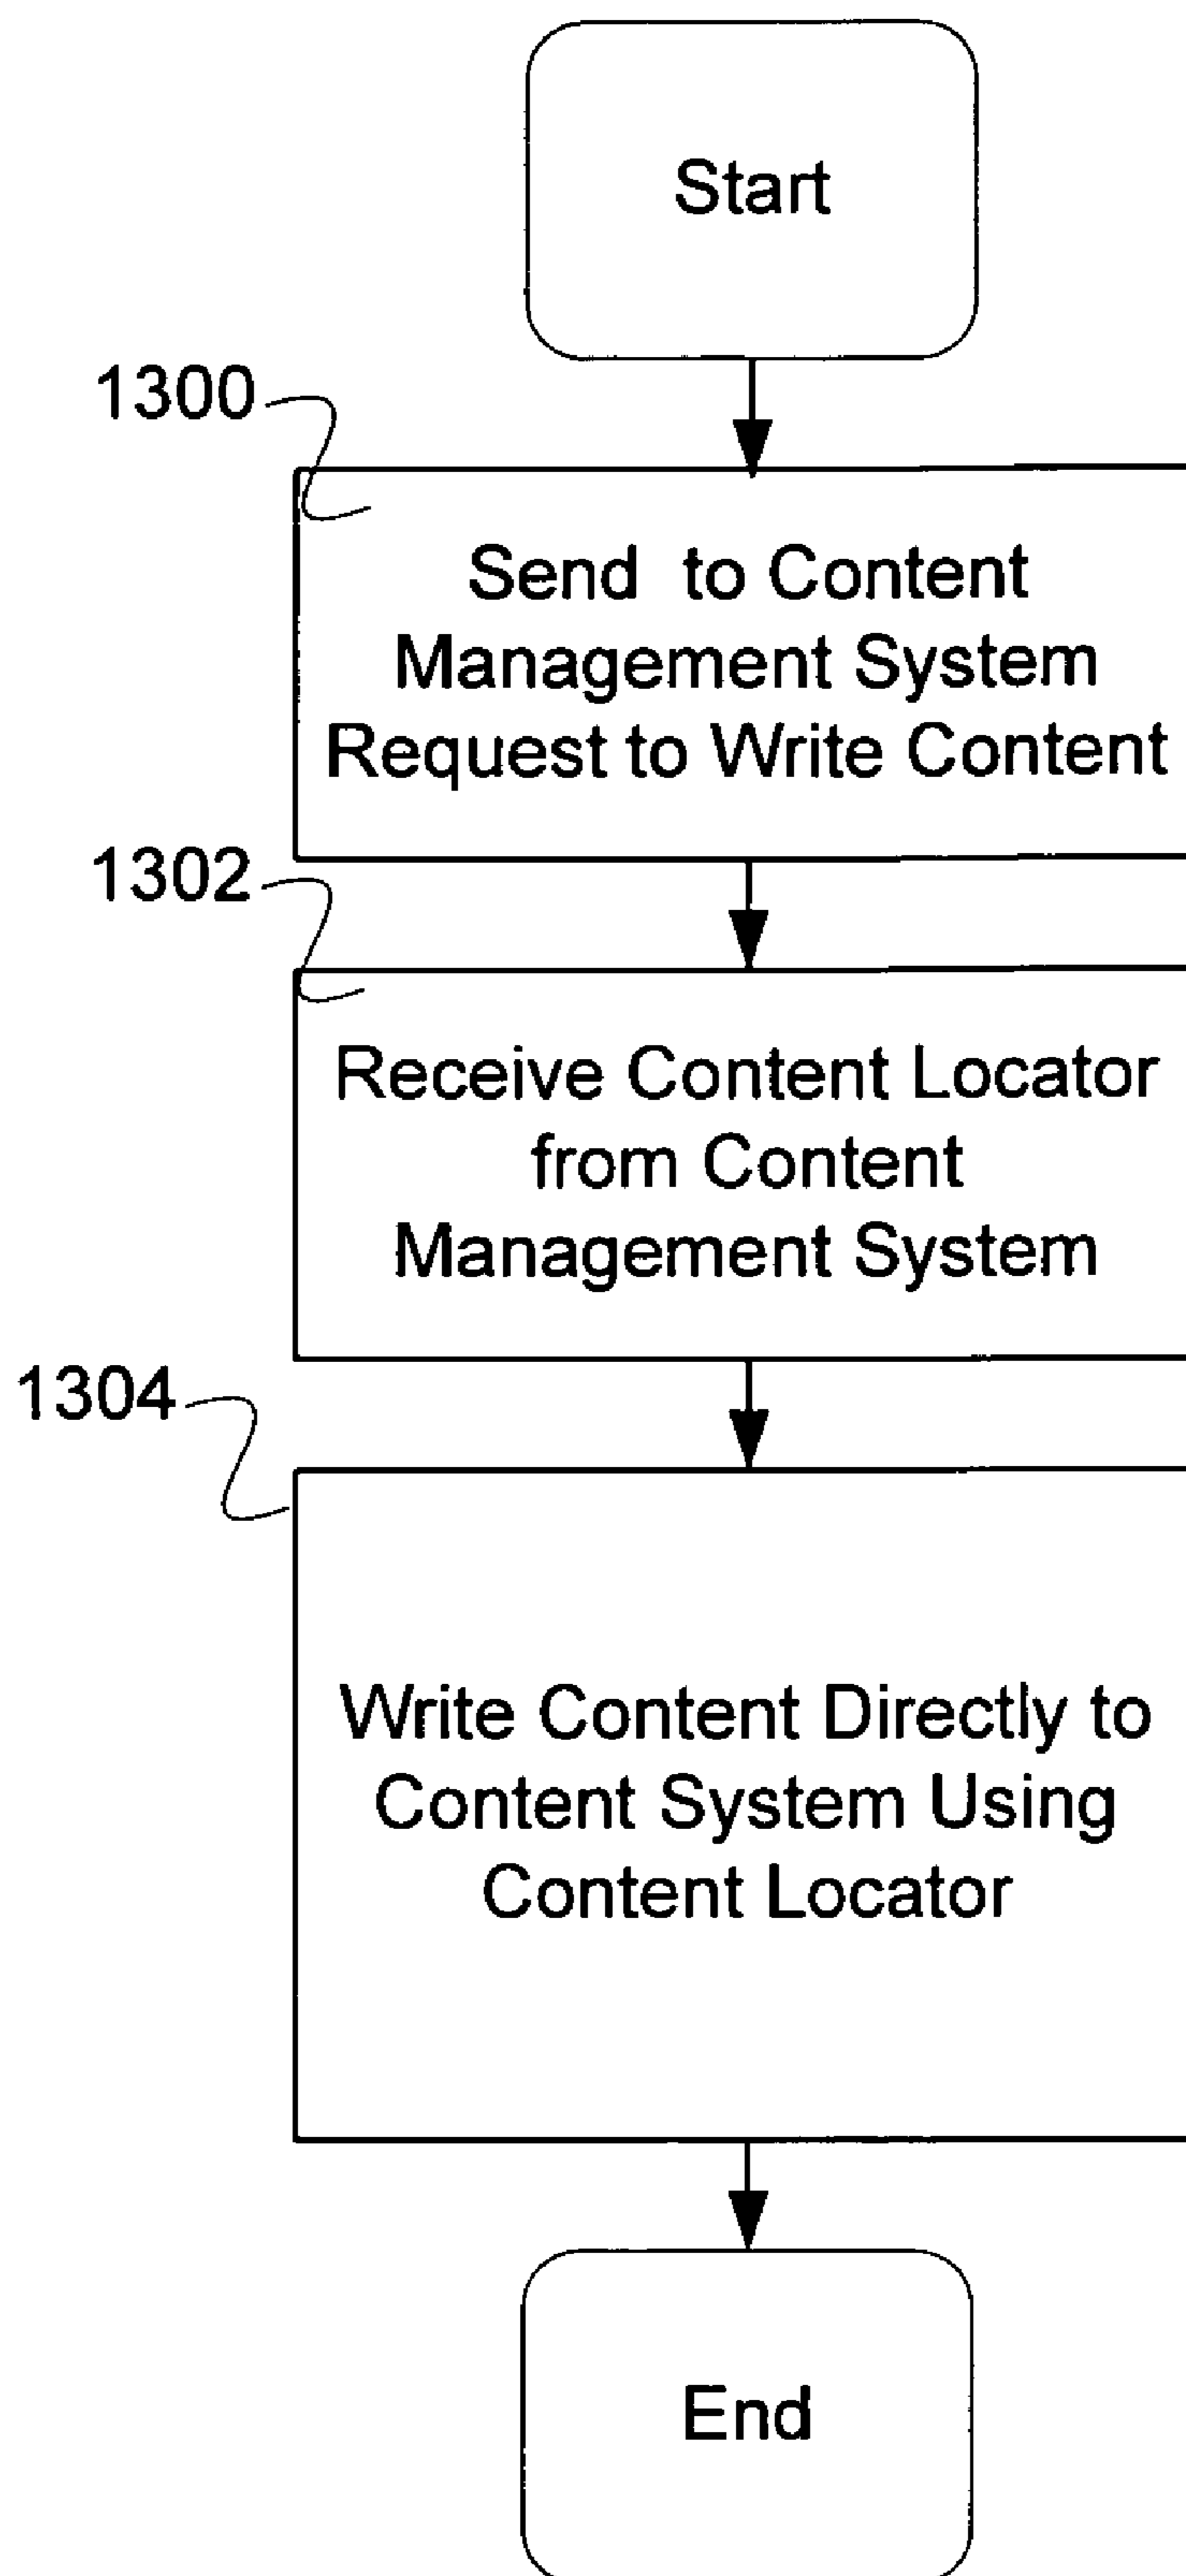 Start
1300
Send to Content
Management System
Request to Write Content
1302
Receive Content Locator
from Content
Management System
1304
Write Content Directly to
Content System Using
Content Locator
End